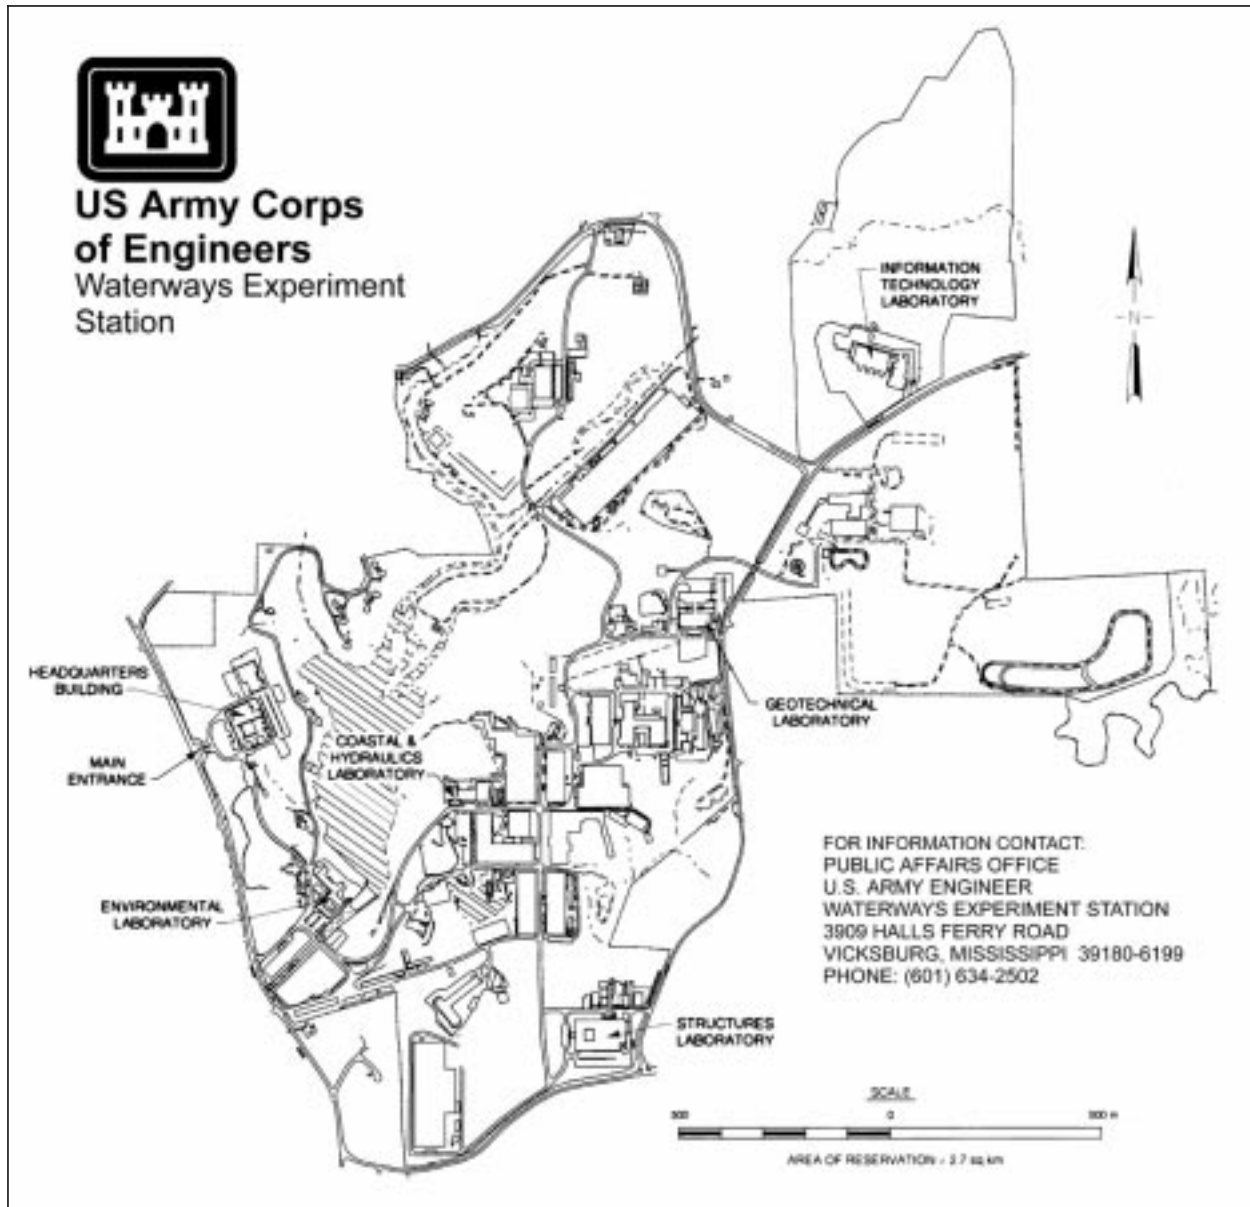 US Army Corps
of Engineers
Waterways Experiment
Station
INFORMATION
TECHNOLOGY
LABORATORY
N
HEADQUARTERS
BUILDING
MAIN
ENTRANCE
COASTAL &
HYDRAULICS
LABORATORY
GEOTECHNICAL
LABORATORY
ENVIRONMENTAL
LABORATORY
STRUCTURES
LABORATORY
FOR INFORMATION CONTACT:
PUBLIC AFFAIRS OFFICE
U.S. ARMY ENGINEER
WATERWAYS EXPERIMENT STATION
3909 HALLS FERRY ROAD
VICKSBURG, MISSISSIPPI 39180-6199
PHONE: (601) 634-2502
SCALE
500 0 500 m
AREA OF RESERVATION - 2.7 sq km